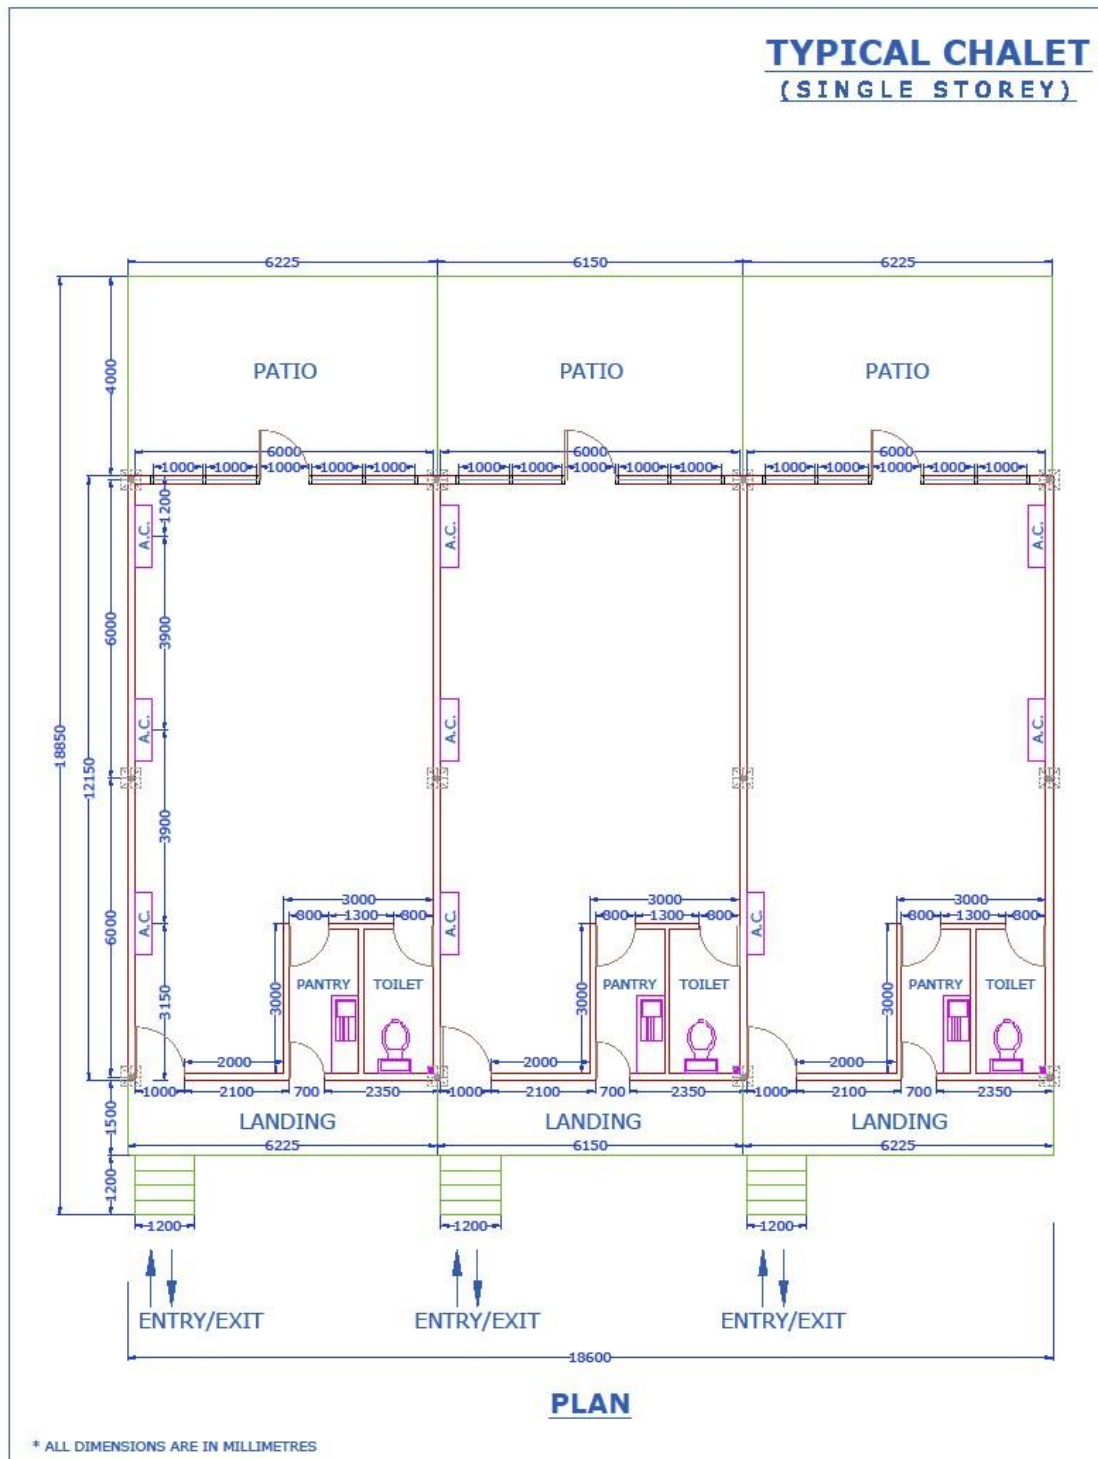 TYPICAL CHALET
(SINGLE STOREY)
6225 6150 6225
4000
PATIO PATIO PATIO
6000 6000 6000
1000 1000 1000 1000 1000 1000 1000 1000 1000 1000 1000 1000 1000 1000 1000
1200
A.C. A.C. A.C.
6000
3900
A.C. A.C. A.C.
18850
12150
3900
3000 3000 3000
800 1300 800 800 1300 800 800 1300 800
A.C. A.C. A.C.
6000
3150
3000 3000 3000
PANTRY TOILET PANTRY TOILET PANTRY TOILET
2000 2000 2000
1000 2100 700 2350 1000 2100 700 2350 1000 2100 700 2350
1500
LANDING LANDING LANDING
6225 6150 6225
1200
1200 1200 1200
ENTRY/EXIT ENTRY/EXIT ENTRY/EXIT
18600
PLAN
* ALL DIMENSIONS ARE IN MILLIMETRES